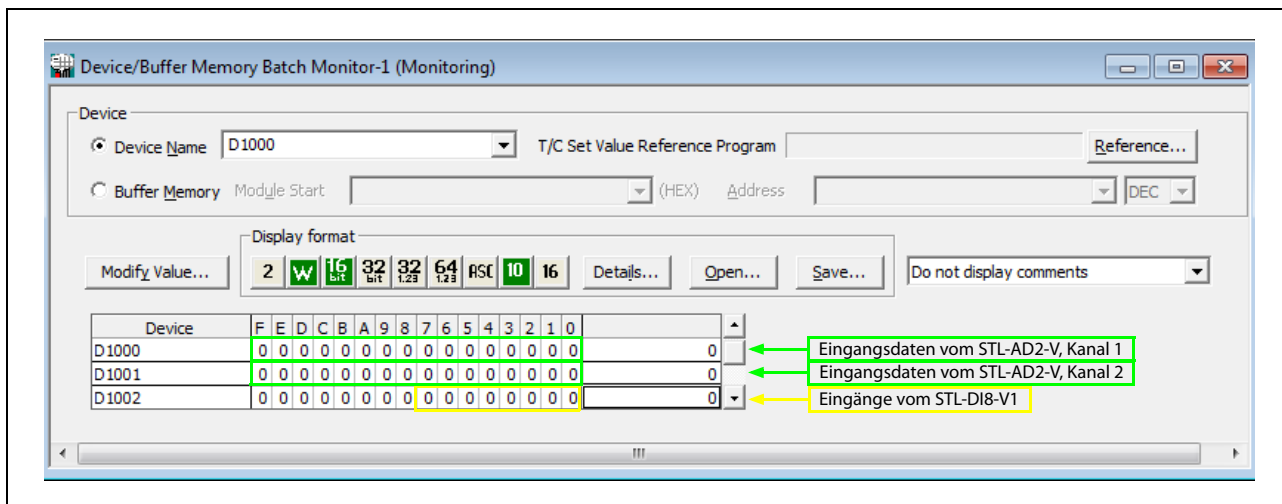 Device/Buffer Memory Batch Monitor-1 (Monitoring)
Device
Device Name D1000 T/C Set Value Reference Program Reference...
Buffer Memory Module Start (HEX) Address DEC
Display format
Modify Value... 2 W 16 bit 32 bit 32 1.23 64 1.23 ASC 10 16 Details... Open... Save... Do not display comments
Device F E D C B A 9 8 7 6 5 4 3 2 1 0
D1000 0 0 0 0 0 0 0 0 0 0 0 0 0 0 0 0 0 Eingangsdaten vom STL-AD2-V, Kanal 1
D1001 0 0 0 0 0 0 0 0 0 0 0 0 0 0 0 0 0 Eingangsdaten vom STL-AD2-V, Kanal 2
D1002 0 0 0 0 0 0 0 0 0 0 0 0 0 0 0 0 0 Eingänge vom STL-DI8-V1